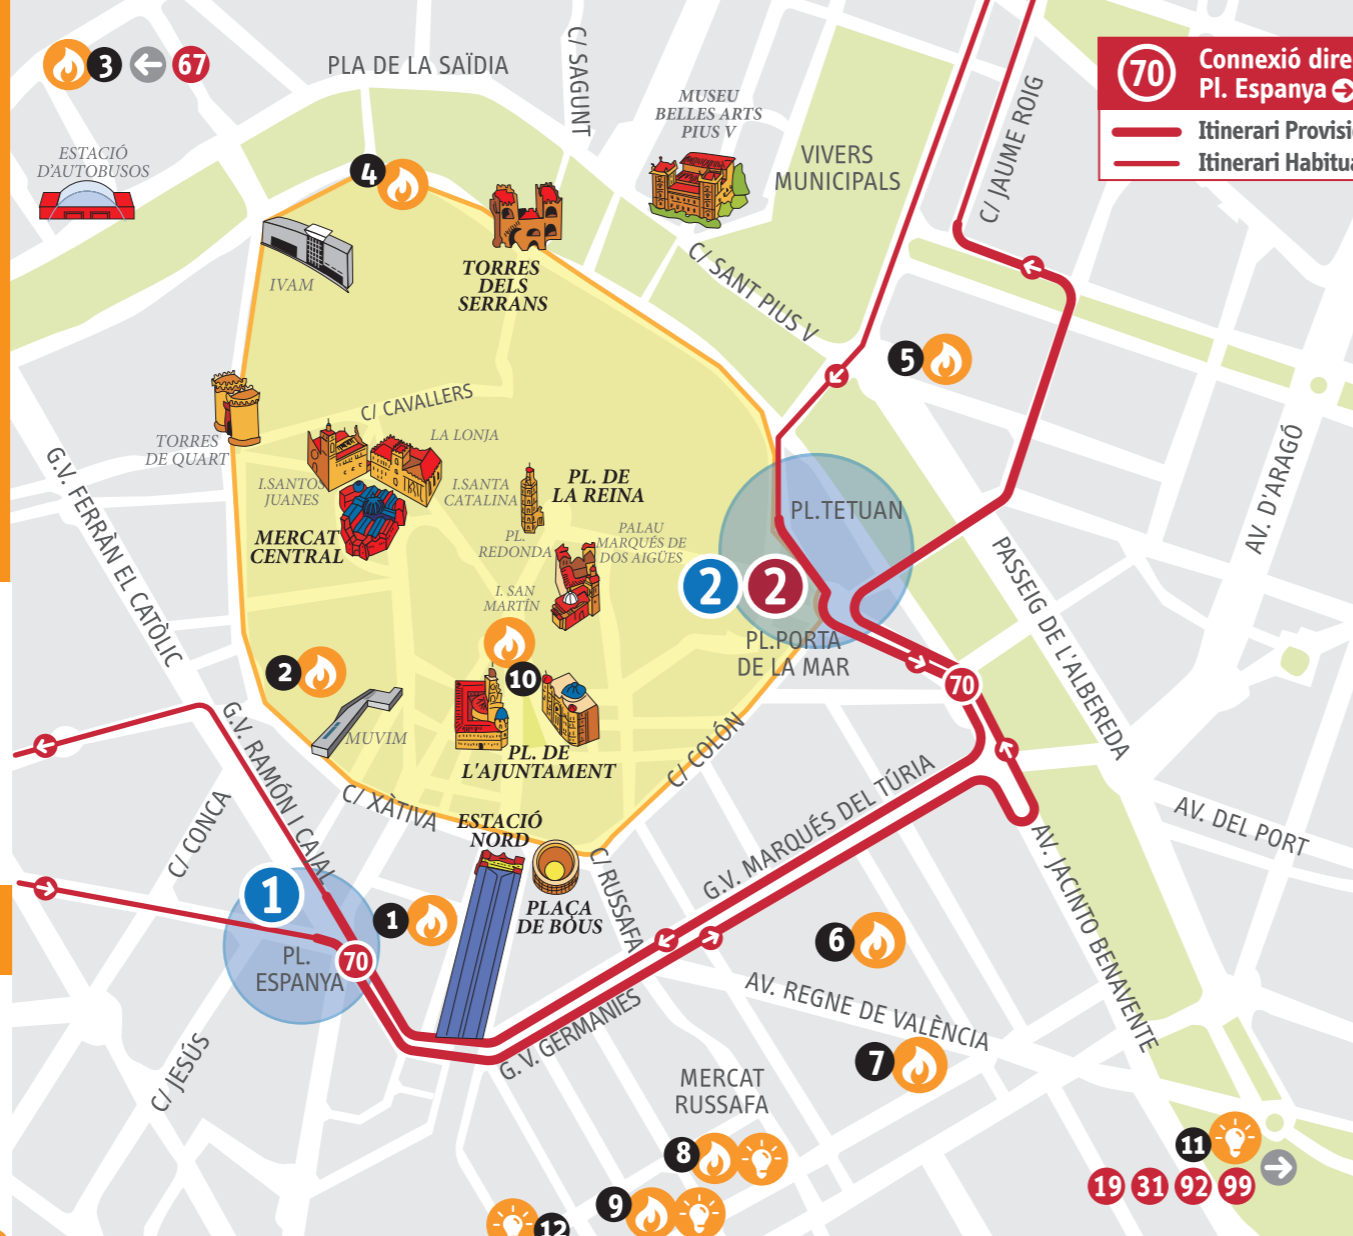 3
67
PLA DE LA SAÏDIA
C/ SAGUNT
MUSEU
BELLES ARTS
PIUS V
VIVERS
MUNICIPALS
C/ JAUME ROIG
70
Connexió dire
Pl. Espanya
Itinerari Provisi
Itinerari Habitua
ESTACIÓ
D'AUTOBUSOS
4
IVAM
TORRES
DELS
SERRANS
C/ SANT PIUS V
5
TORRES
DE QUART
C/ CAVALLERS
LA LONJA
I.SANTOS
JUANES
I.SANTA
CATALINA
PL. DE
LA REINA
MERCAT
CENTRAL
PL.
REDONDA
PALAU
MARQUÉS DE
DOS AIGÜES
I. SAN
MARTÍN
PL.TETUAN
2
2
PL.PORTA
DE LA MAR
AV. D'ARAGÓ
PASSEIG DE L'ALBEREDA
G.V. FERRÀN EL CATÒLIC
2
MUVIM
10
PL. DE
L'AJUNTAMENT
70
C/ COLÓN
G.V. RAMÓN I CAJAL
C/ XÀTIVA
C/ CONCA
ESTACIÓ
NORD
PLAÇA
DE BOUS
C/ RUSSAFA
G.V. MARQUÉS DEL TÚRIA
AV. DEL PORT
AV. JACINTO BENAVENTE
1
PL.
ESPANYA
70
1
6
AV. REGNE DE VALÈNCIA
7
G.V. GERMANIES
C/ JESÚS
MERCAT
RUSSAFA
8
9
12
11
19
31
92
99